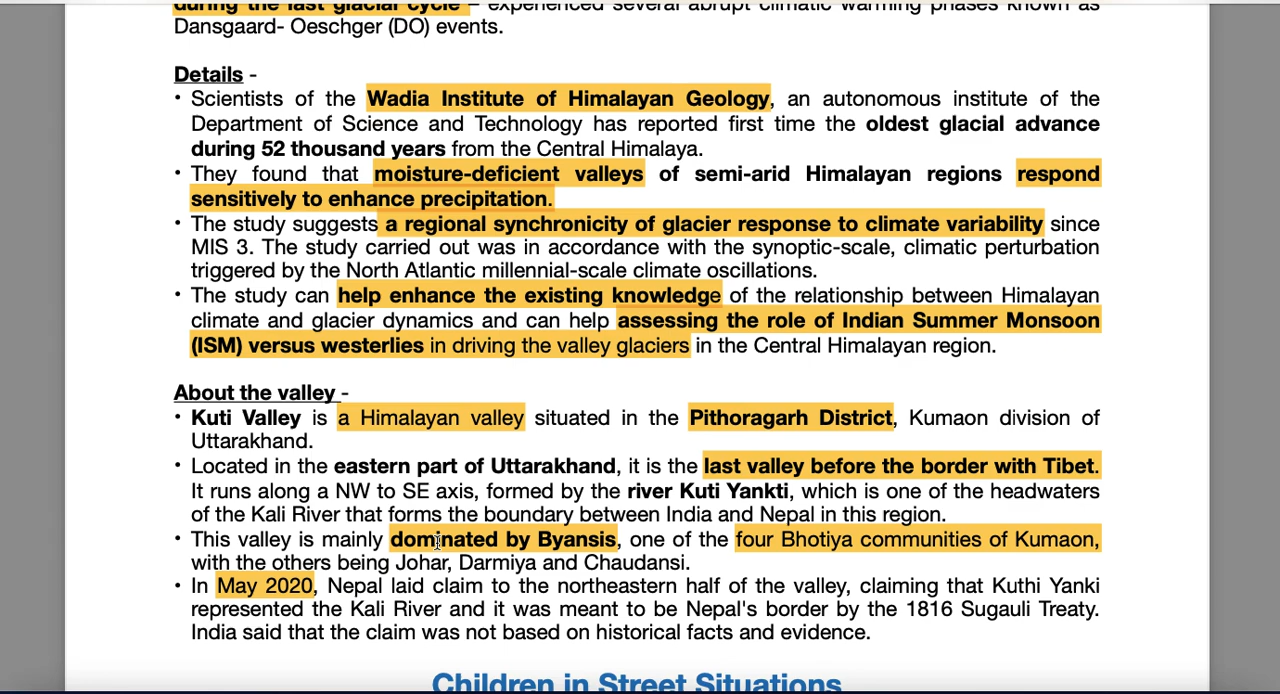 during the last glacial cycle – experienced several abrupt climatic warming phases known as
Dansgaard- Oeschger (DO) events.
Details -
• Scientists of the Wadia Institute of Himalayan Geology, an autonomous institute of the
Department of Science and Technology has reported first time the oldest glacial advance
during 52 thousand years from the Central Himalaya.
• They found that moisture-deficient valleys of semi-arid Himalayan regions respond
sensitively to enhance precipitation.
• The study suggests a regional synchronicity of glacier response to climate variability since
MIS 3. The study carried out was in accordance with the synoptic-scale, climatic perturbation
triggered by the North Atlantic millennial-scale climate oscillations.
• The study can help enhance the existing knowledge of the relationship between Himalayan
climate and glacier dynamics and can help assessing the role of Indian Summer Monsoon
(ISM) versus westerlies in driving the valley glaciers in the Central Himalayan region.
About the valley -
• Kuti Valley is a Himalayan valley situated in the Pithoragarh District, Kumaon division of
Uttarakhand.
• Located in the eastern part of Uttarakhand, it is the last valley before the border with Tibet.
It runs along a NW to SE axis, formed by the river Kuti Yankti, which is one of the headwaters
of the Kali River that forms the boundary between India and Nepal in this region.
• This valley is mainly dominated by Byansis, one of the four Bhotiya communities of Kumaon,
with the others being Johar, Darmiya and Chaudansi.
• In May 2020, Nepal laid claim to the northeastern half of the valley, claiming that Kuthi Yanki
represented the Kali River and it was meant to be Nepal's border by the 1816 Sugauli Treaty.
India said that the claim was not based on historical facts and evidence.
Children in Street Situations